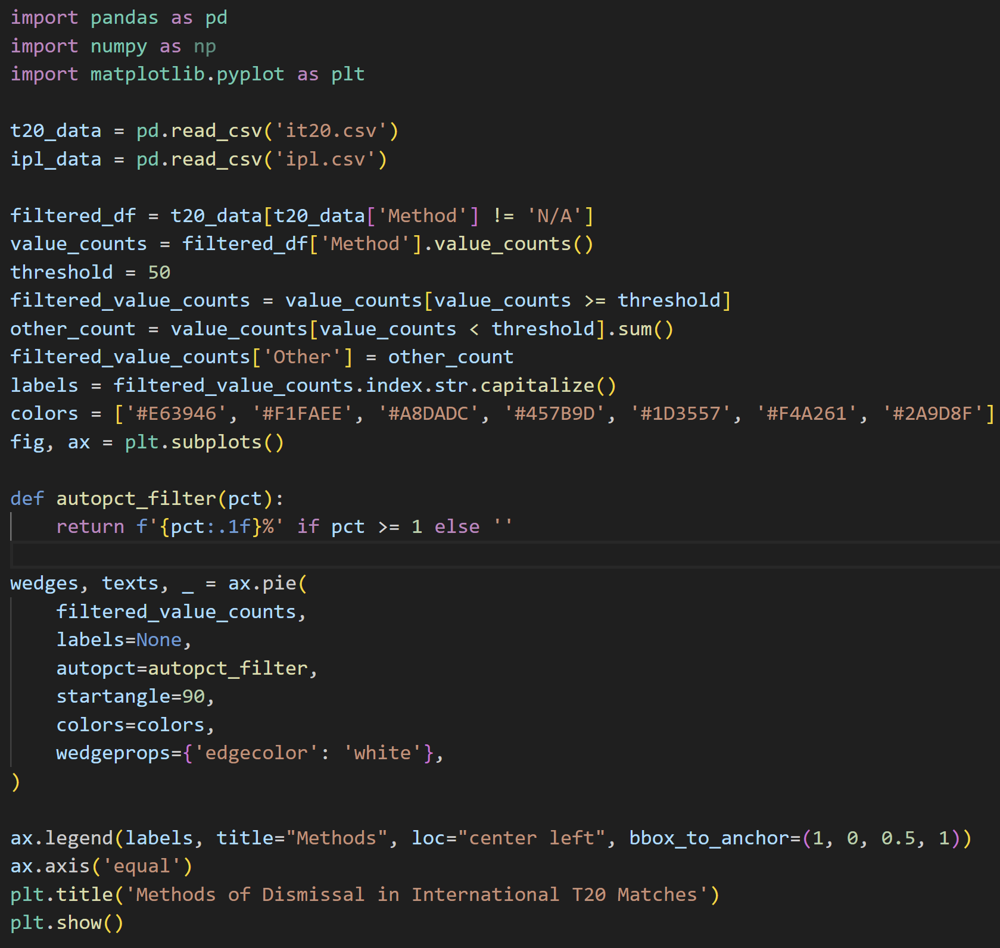 import pandas as pd
import numpy as np
import matplotlib.pyplot as plt

t20_data = pd.read_csv('it20.csv')
ipl_data = pd.read_csv('ipl.csv')

filtered_df = t20_data[t20_data['Method'] != 'N/A']
value_counts = filtered_df['Method'].value_counts()
threshold = 50
filtered_value_counts = value_counts[value_counts >= threshold]
other_count = value_counts[value_counts < threshold].sum()
filtered_value_counts['Other'] = other_count
labels = filtered_value_counts.index.str.capitalize()
colors = ['#E63946', '#F1FAEE', '#A8DADC', '#457B9D', '#1D3557', '#F4A261', '#2A9D8F']
fig, ax = plt.subplots()

def autopct_filter(pct):
    return f'{pct:.1f}%' if pct >= 1 else ''

wedges, texts, _ = ax.pie(
    filtered_value_counts,
    labels=None,
    autopct=autopct_filter,
    startangle=90,
    colors=colors,
    wedgeprops={'edgecolor': 'white'},
)

ax.legend(labels, title="Methods", loc="center left", bbox_to_anchor=(1, 0, 0.5, 1))
ax.axis('equal')
plt.title('Methods of Dismissal in International T20 Matches')
plt.show()